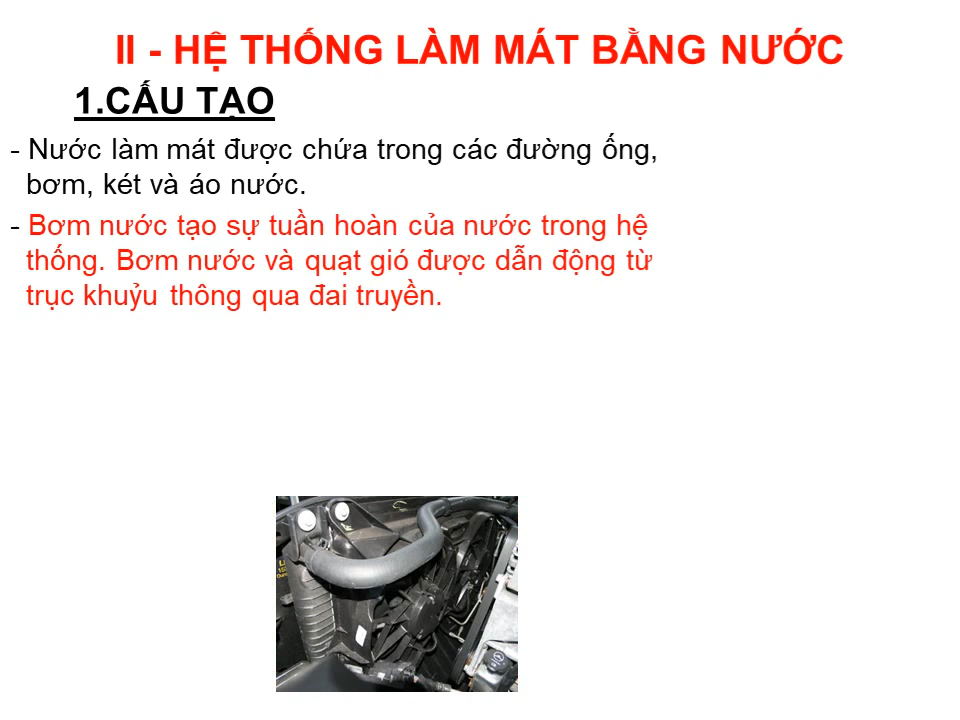 II - HỆ THỐNG LÀM MÁT BẰNG NƯỚC
1.CẤU TẠO
- Nước làm mát được chứa trong các đường ống,
bơm, két và áo nước.
- Bơm nước tạo sự tuần hoàn của nước trong hệ
thống. Bơm nước và quạt gió được dẫn động từ
trục khuỷu thông qua đai truyền.